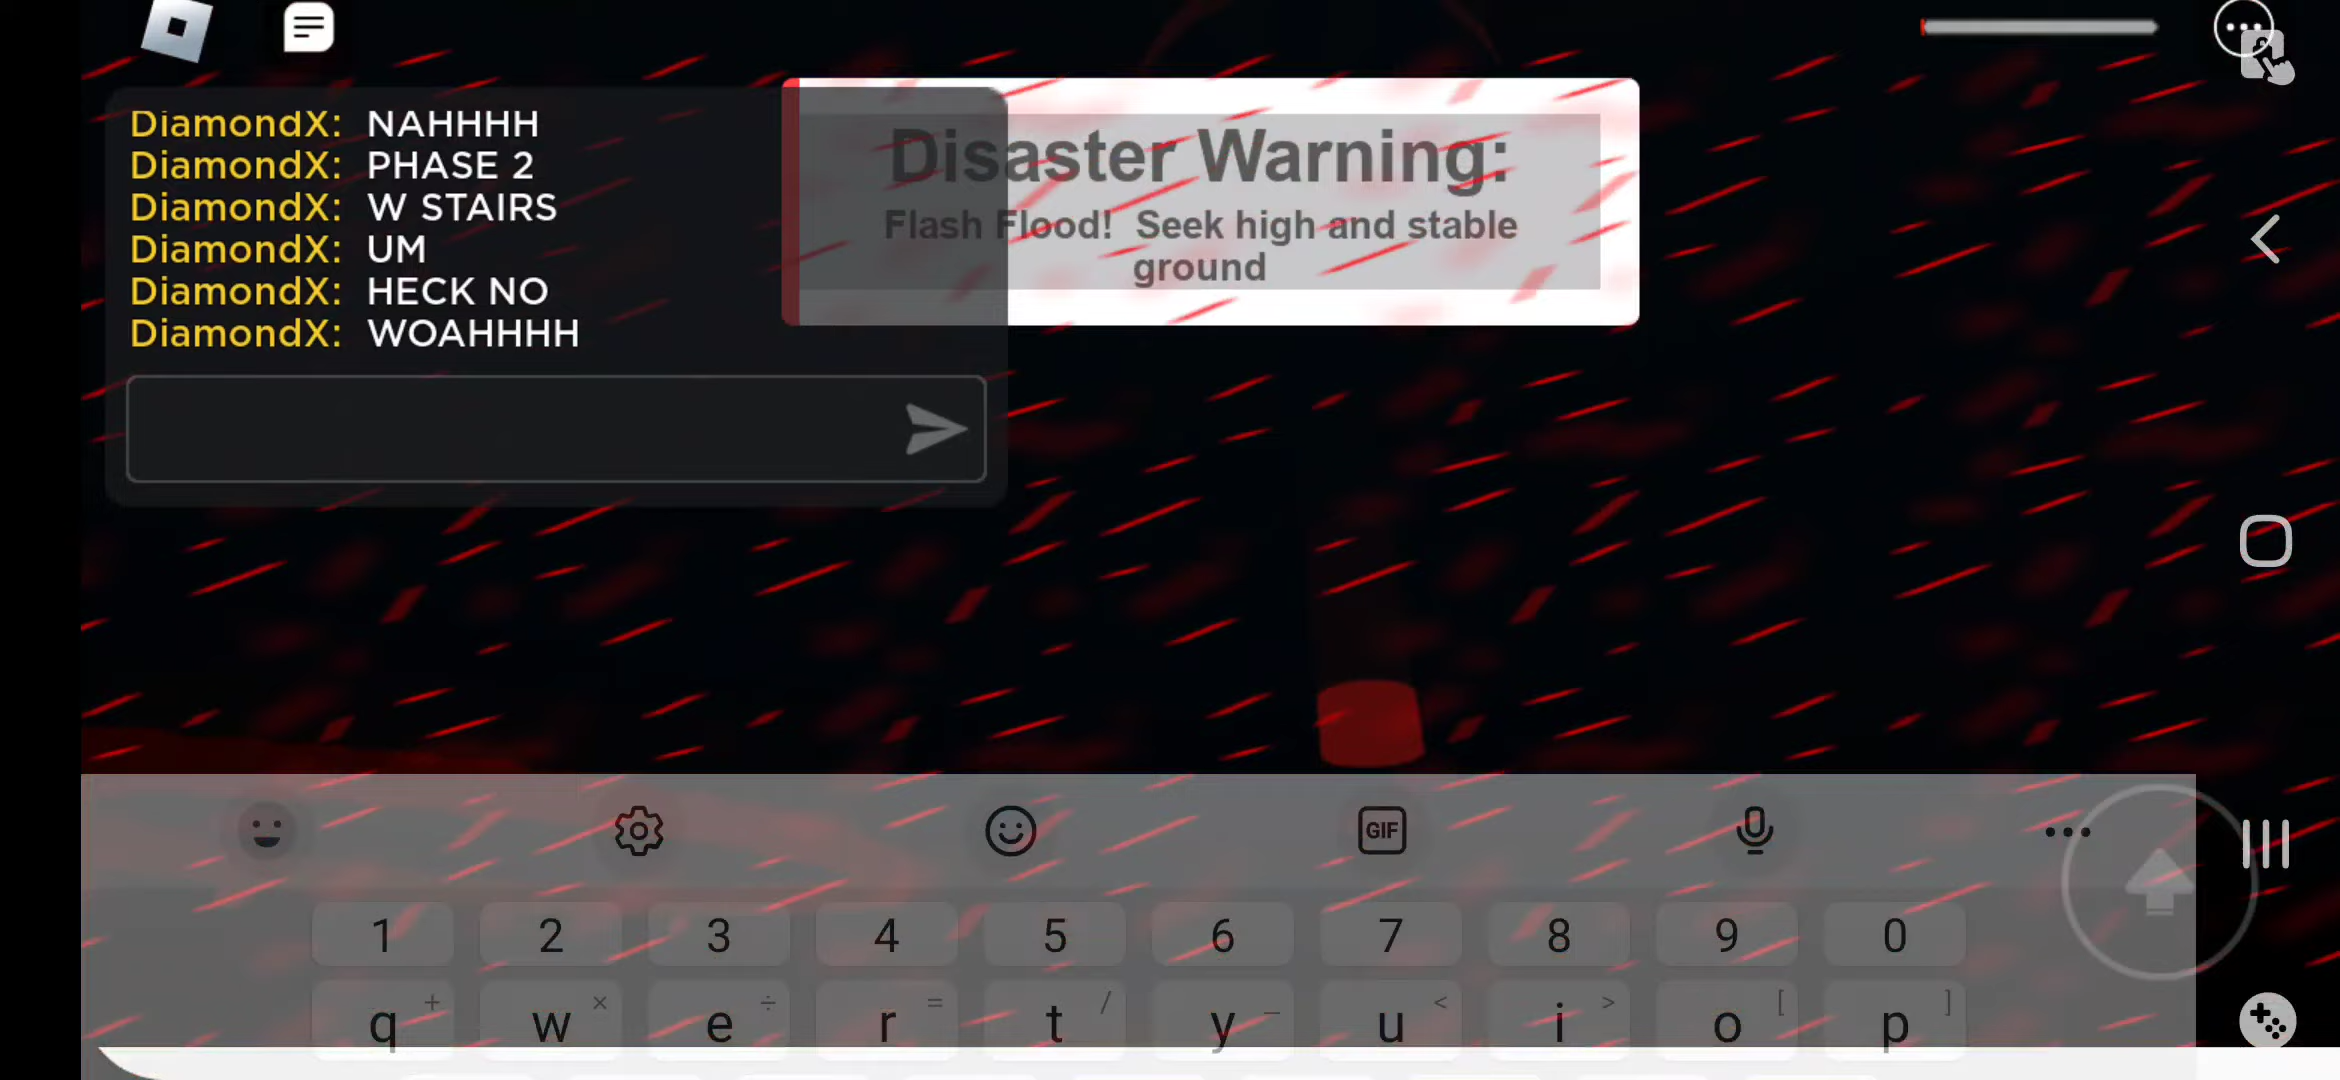 DiamondX: NAHHHH
DiamondX: PHASE 2
DiamondX: W STAIRS
DiamondX: UM
DiamondX: HECK NO
DiamondX: WOAHHHH
Disaster Warning:
Flash Flood! Seek high and stable
ground
GIF
1 2 3 4 5 6 7 8 9 0
+ × ÷ = / _ < > [ ]
q w e r t y u i o p